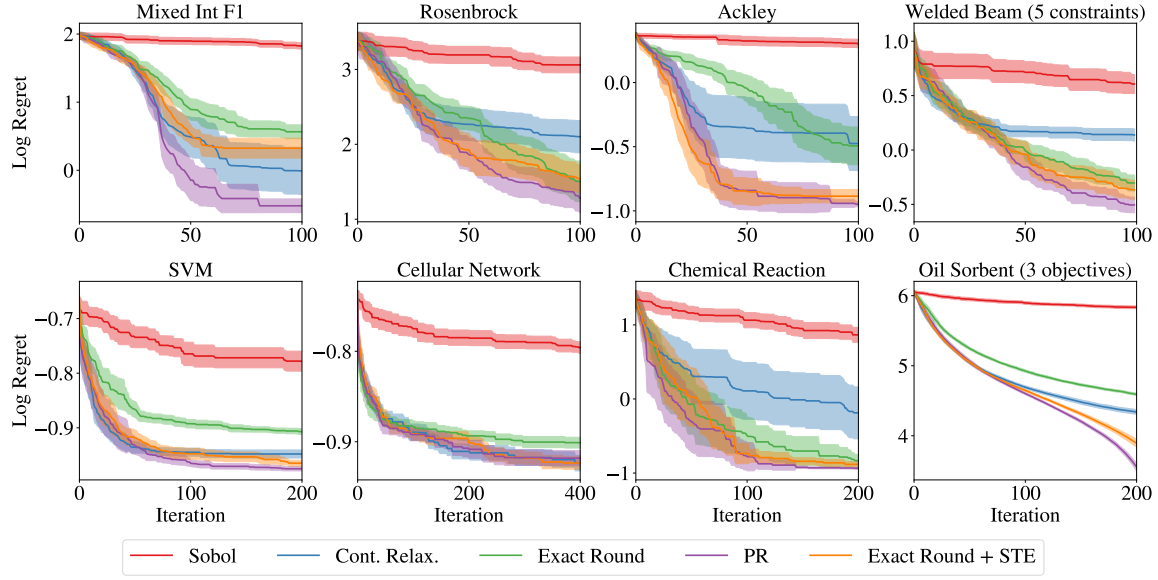 Mixed Int F1
Rosenbrock
Ackley
Welded Beam (5 constraints)
Log Regret
2
1
0
0
50
100
3
2
1
0
50
100
0.0
−0.5
−1.0
0
50
100
1.0
0.5
0.0
−0.5
0
50
100
SVM
Cellular Network
Chemical Reaction
Oil Sorbent (3 objectives)
Log Regret
−0.7
−0.8
−0.9
0
100
200
−0.8
−0.9
0
200
400
1
0
−1
0
100
200
6
5
4
0
100
200
Iteration
Iteration
Iteration
Iteration
Sobol
Cont. Relax.
Exact Round
PR
Exact Round + STE